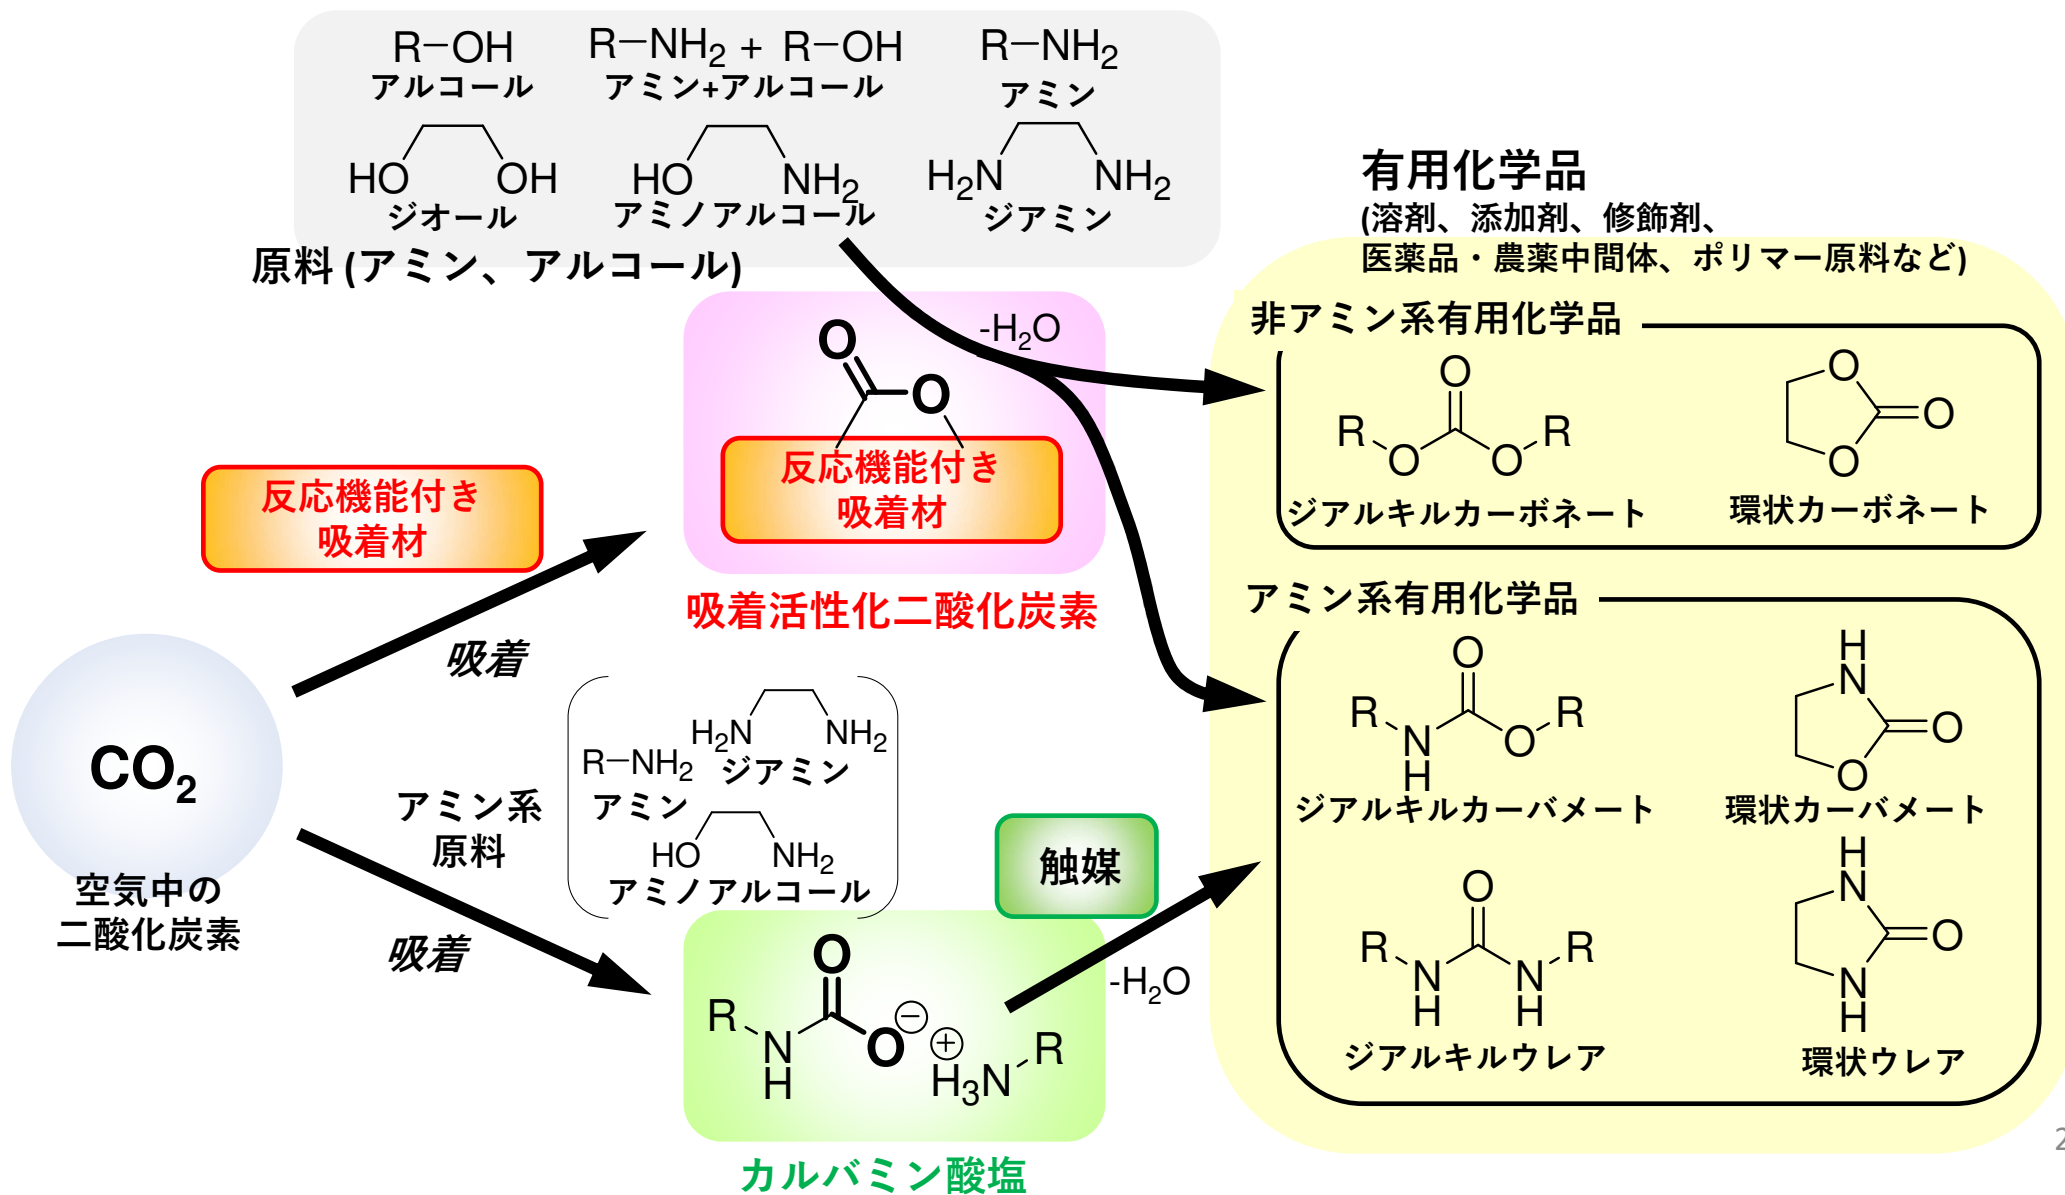 R−OH
R−NH2 + R−OH
R−NH2
アルコール
アミン+アルコール
アミン
HO OH
HO NH2
H2N NH2
ジオール
アミノアルコール
ジアミン
原料 (アミン、アルコール)
有用化学品
(溶剤、添加剤、修飾剤、
医薬品・農薬中間体、ポリマー原料など)
-H2O
O
O
反応機能付き
吸着材
吸着活性化二酸化炭素
反応機能付き
吸着材
吸着
CO2
空気中の
二酸化炭素
吸着
アミン系
原料
H2N NH2
ジアミン
R−NH2
アミン
HO NH2
アミノアルコール
触媒
-H2O
O
R N H O − + H3N R
カルバミン酸塩
非アミン系有用化学品
O
R O O R
ジアルキルカーボネート
O O O
環状カーボネート
アミン系有用化学品
O
R N H O R
ジアルキルカーバメート
H N O O
環状カーバメート
O
R N H N H R
ジアルキルウレア
H N O N H
環状ウレア
2